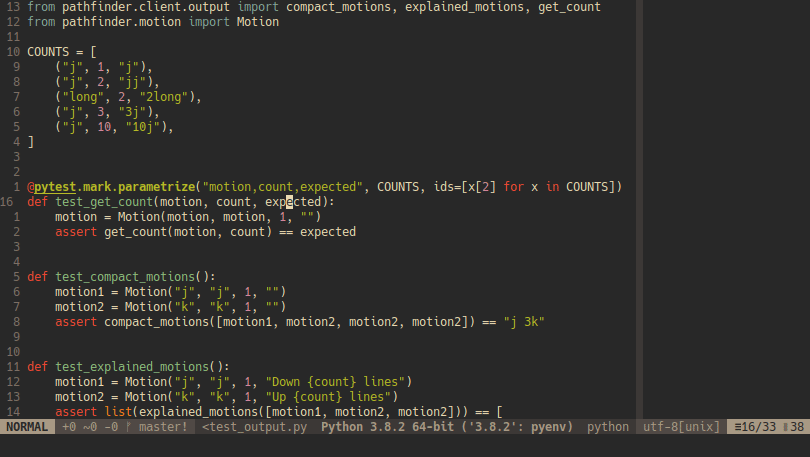 13 from pathfinder.client.output import compact_motions, explained_motions, get_count
12 from pathfinder.motion import Motion
11
10 COUNTS = [
9     ("j", 1, "j"),
8     ("j", 2, "jj"),
7     ("long", 2, "2long"),
6     ("j", 3, "3j"),
5     ("j", 10, "10j"),
4 ]
3
2
1 @pytest.mark.parametrize("motion,count,expected", COUNTS, ids=[x[2] for x in COUNTS])
16 def test_get_count(motion, count, expected):
1     motion = Motion(motion, motion, 1, "")
2     assert get_count(motion, count) == expected
3
4
5 def test_compact_motions():
6     motion1 = Motion("j", "j", 1, "")
7     motion2 = Motion("k", "k", 1, "")
8     assert compact_motions([motion1, motion2, motion2, motion2]) == "j 3k"
9
10
11 def test_explained_motions():
12     motion1 = Motion("j", "j", 1, "Down {count} lines")
13     motion2 = Motion("k", "k", 1, "Up {count} lines")
14     assert list(explained_motions([motion1, motion2, motion2])) == [
NORMAL +0 ~0 -0 ᚠ master! <test_output.py Python 3.8.2 64-bit ('3.8.2': pyenv) python utf-8[unix] ≡16/33 ⦀38